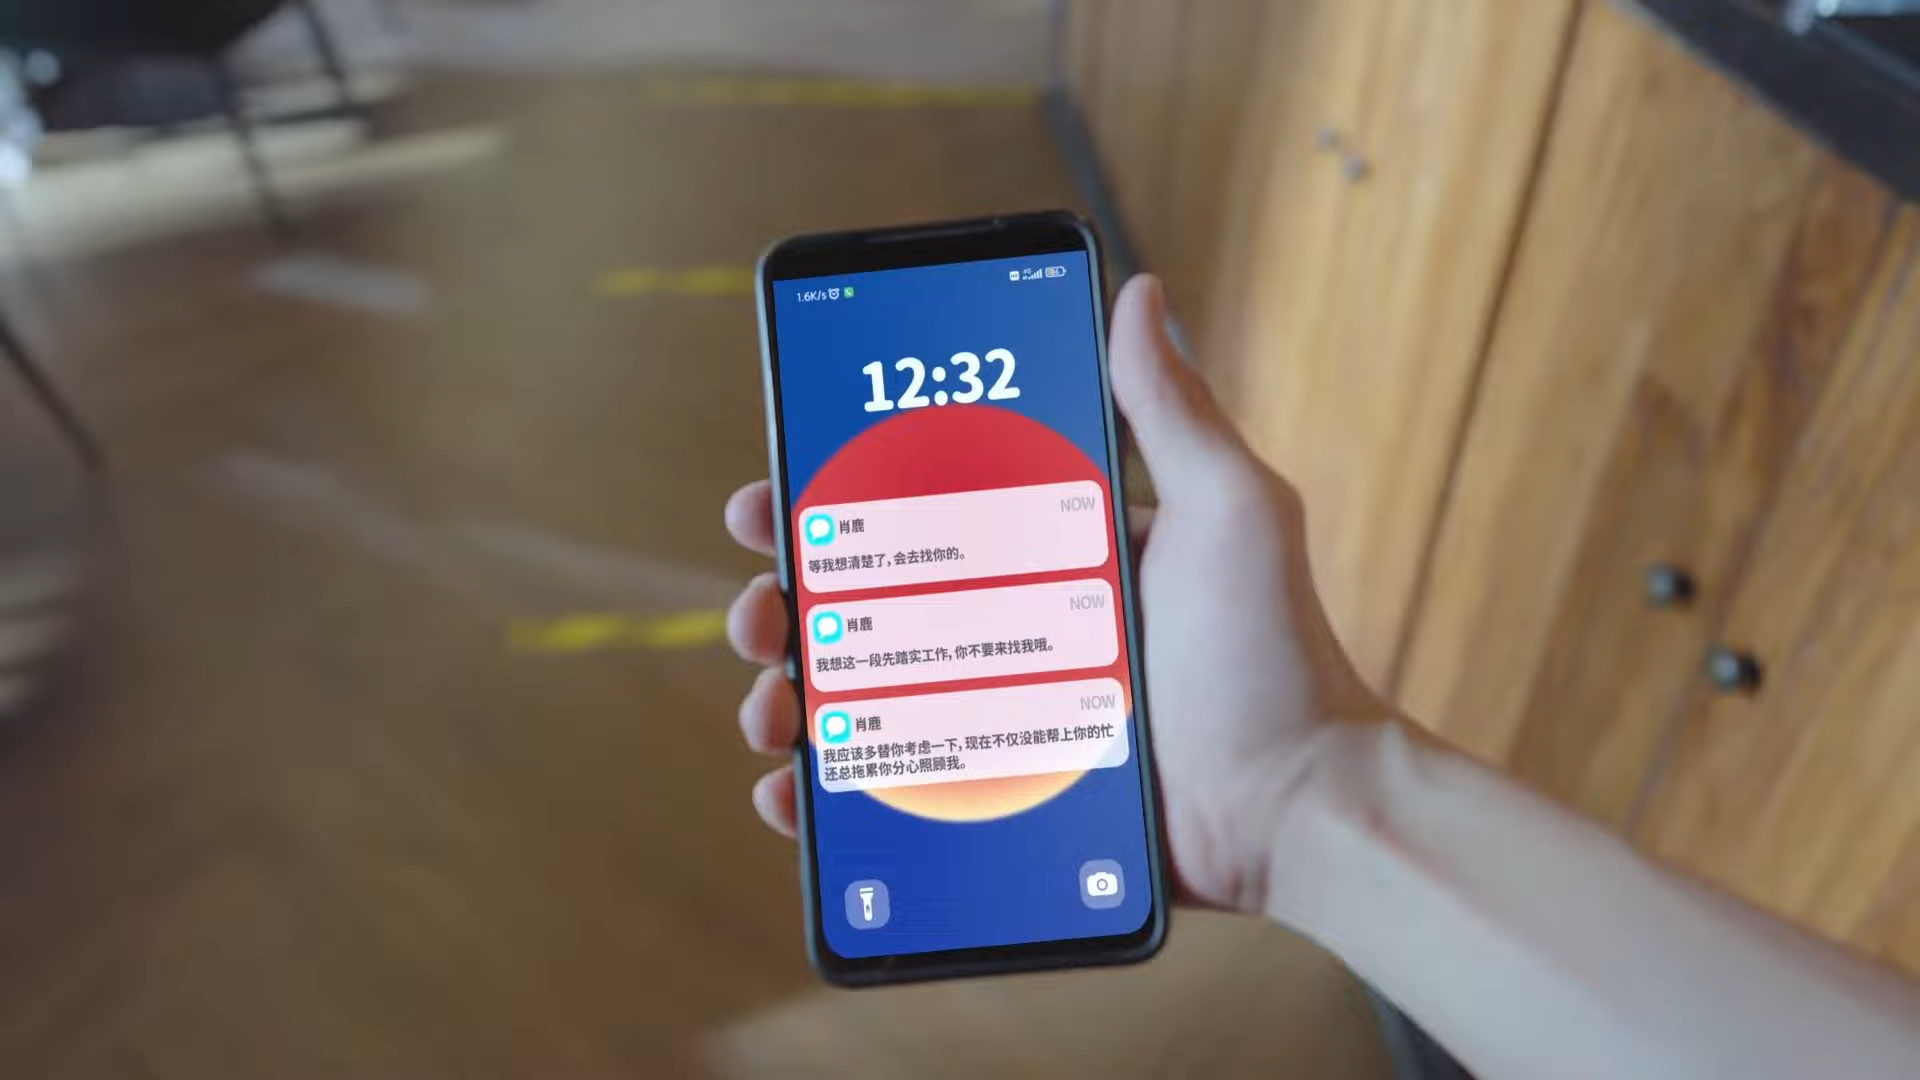 1.6K/s
4G
12:32
肖鹿
NOW
等我想清楚了,会去找你的。
肖鹿
NOW
我想这一段先踏实工作,你不要来找我哦。
肖鹿
NOW
我应该多替你考虑一下,现在不仅没能帮上你的忙
还总拖累你分心照顾我。